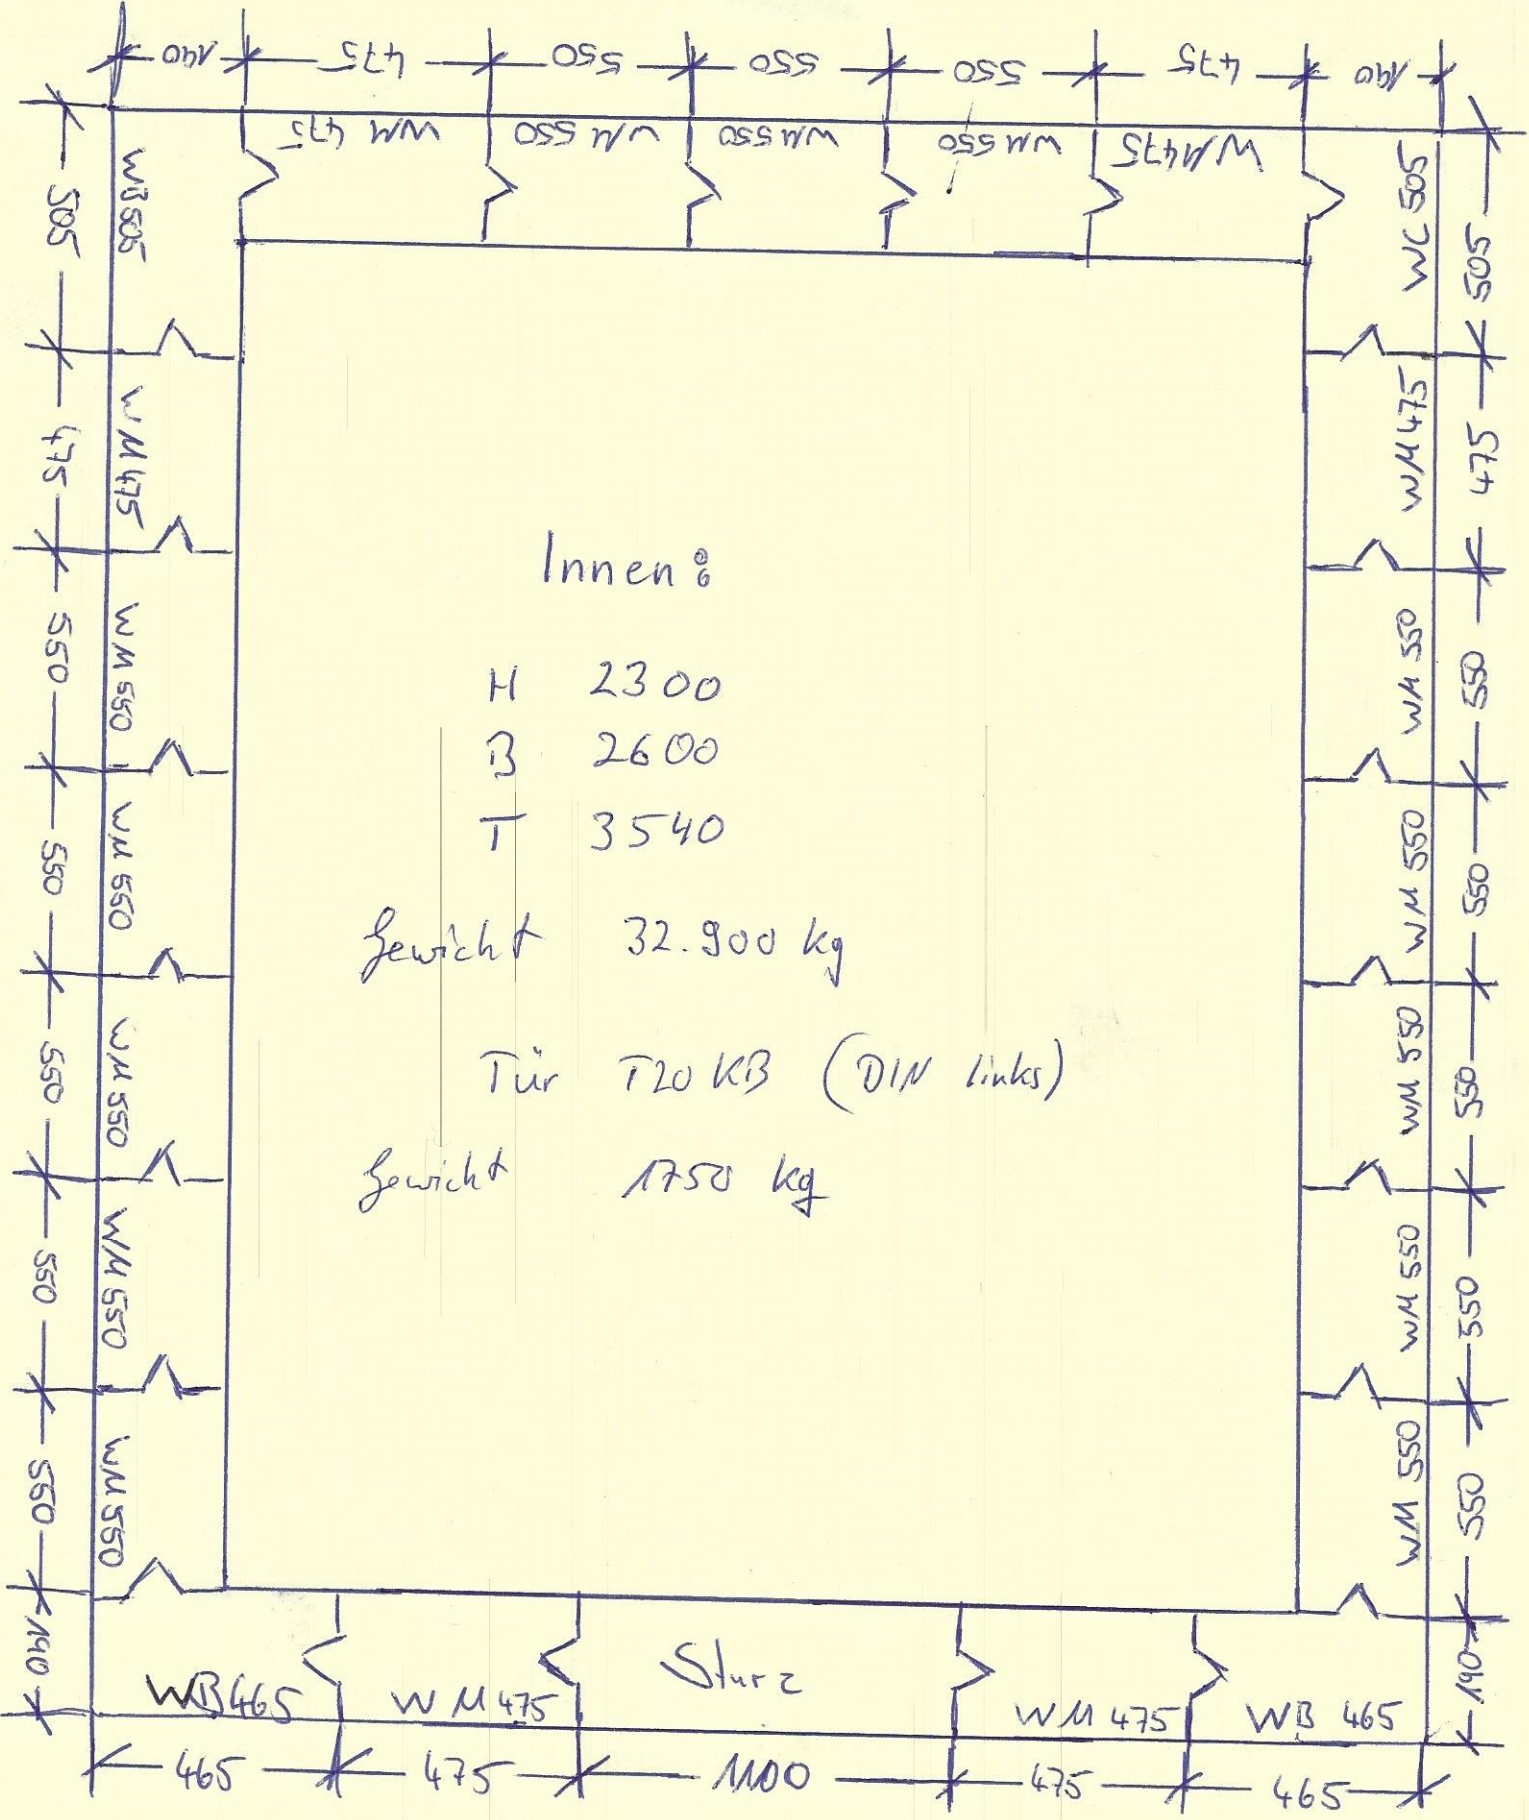 190 475 550 550 550 475 190
WM 475 WM 550 WM 550 WM 550 WM 475
505 WB 505 WC 505 505
475 WM 475 WM 475 475
550 WM 550 WM 550 550
550 WM 550 WM 550 550
550 WM 550 WM 550 550
550 WM 550 WM 550 550
550 WM 550 WM 550 550
190 190
Innen:
H 2300
B 2600
T 3540
Gewicht 32.900 kg
Tür T20 KB (DIN links)
Gewicht 1750 kg
WB 465 WM 475 Sturz WM 475 WB 465
465 475 1100 475 465